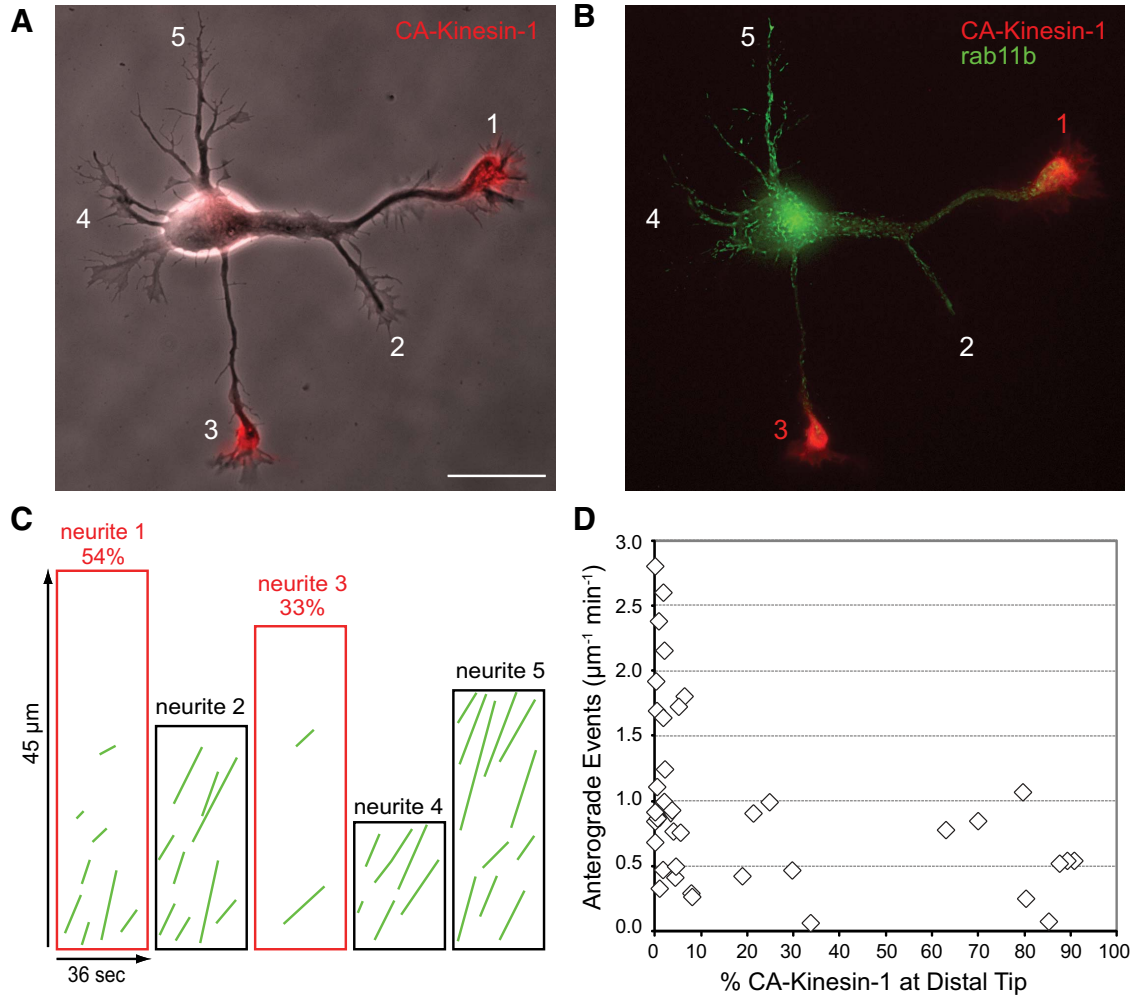 A
CA-Kinesin-1
5
1
4
2
3
B
CA-Kinesin-1
rab11b
5
1
4
2
3
C
neurite 1
54%
neurite 2
neurite 3
33%
neurite 4
neurite 5
45 µm
36 sec
D
Anterograde Events (µm⁻¹ min⁻¹)
3.0
2.5
2.0
1.5
1.0
0.5
0.0
0 10 20 30 40 50 60 70 80 90 100
% CA-Kinesin-1 at Distal Tip